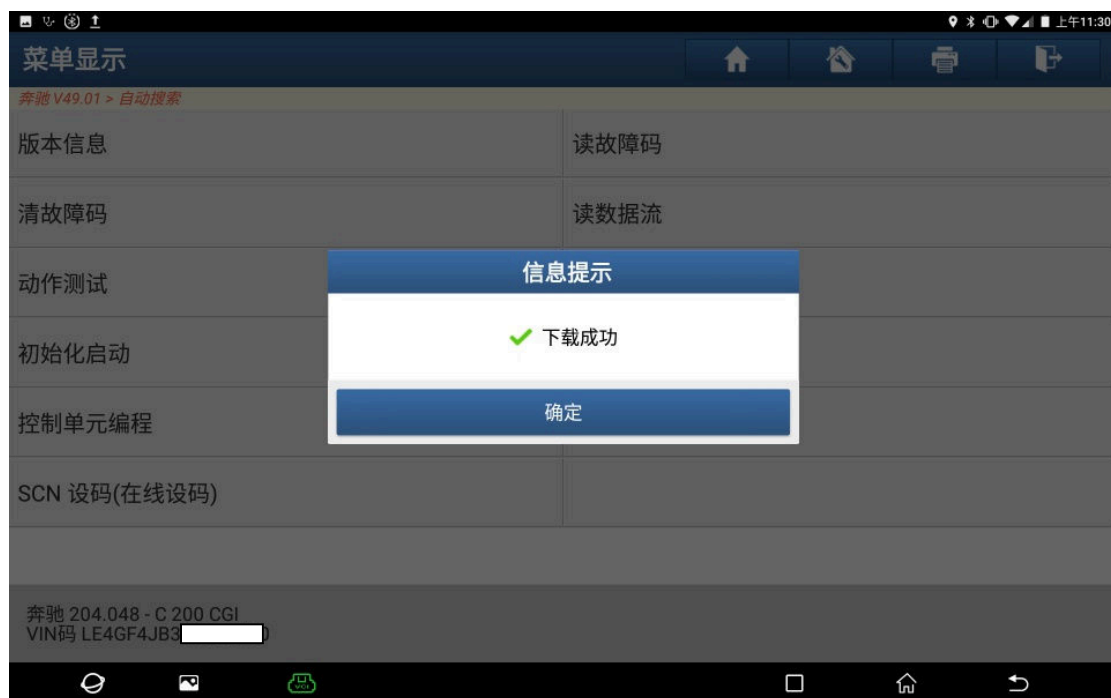 上午11:30
菜单显示
奔驰 V49.01 > 自动搜索
版本信息
读故障码
清故障码
读数据流
动作测试
初始化启动
控制单元编程
SCN 设码(在线设码)
信息提示
下载成功
确定
奔驰 204.048 - C 200 CGI
VIN码 LE4GF4JB3
VCI